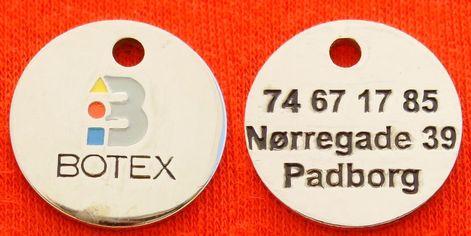 B
BOTEX
74 67 17 85
Nørregade 39
Padborg